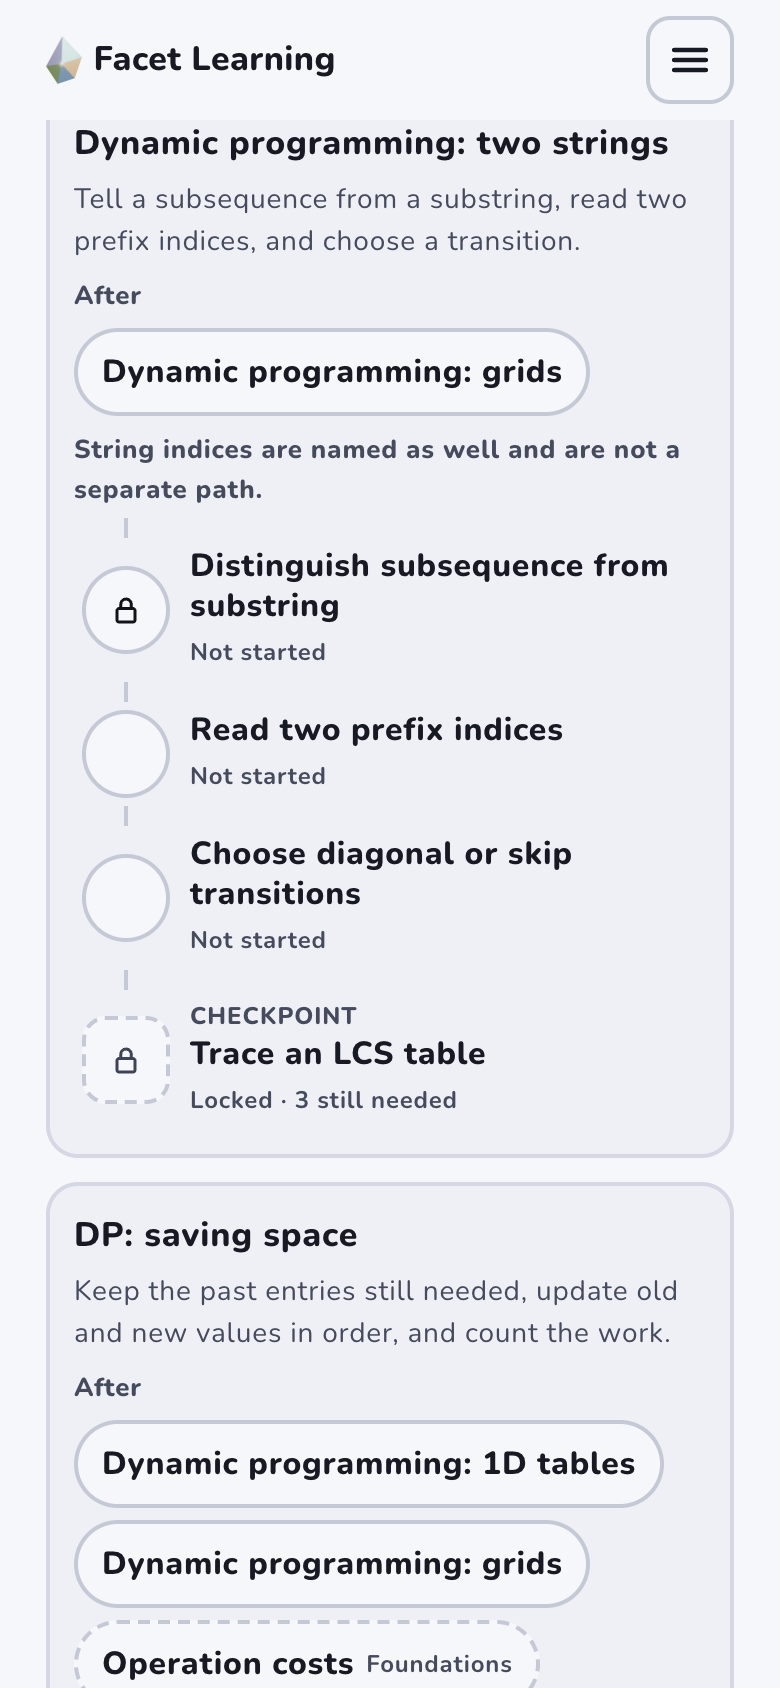 Facet Learning
Dynamic programming: two strings
Tell a subsequence from a substring, read two
prefix indices, and choose a transition.
After
Dynamic programming: grids
String indices are named as well and are not a
separate path.
Distinguish subsequence from
substring
Not started
Read two prefix indices
Not started
Choose diagonal or skip
transitions
Not started
CHECKPOINT
Trace an LCS table
Locked · 3 still needed
DP: saving space
Keep the past entries still needed, update old
and new values in order, and count the work.
After
Dynamic programming: 1D tables
Dynamic programming: grids
Operation costs Foundations